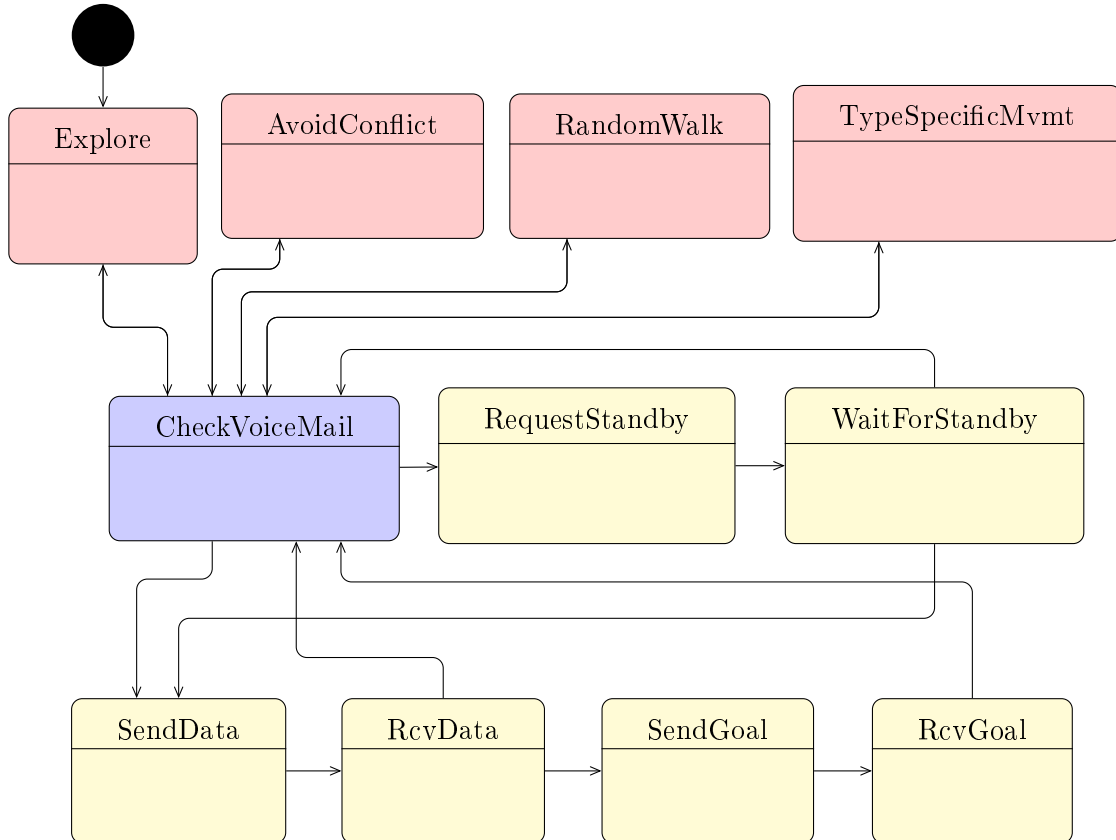 Explore
AvoidConflict
RandomWalk
TypeSpecificMvmt
CheckVoiceMail
RequestStandby
WaitForStandby
SendData
RcvData
SendGoal
RcvGoal